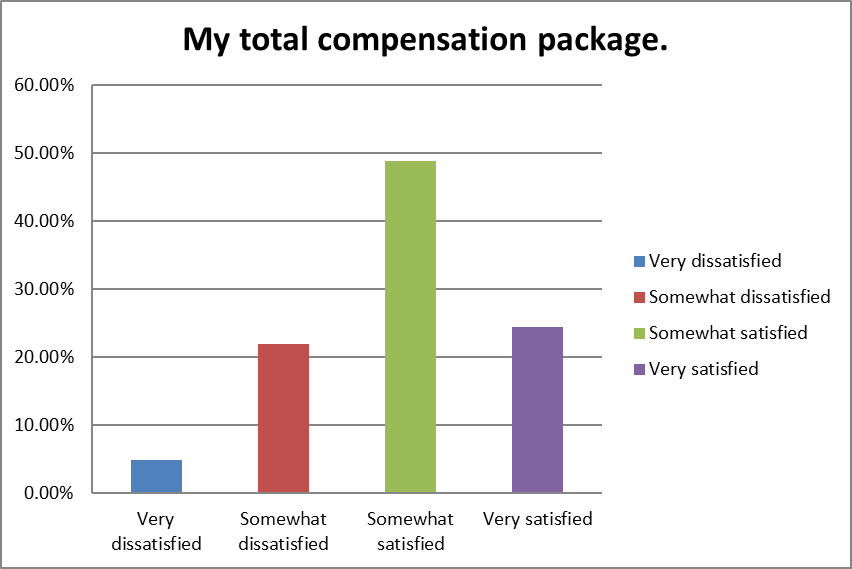 My total compensation package.
60.00%
50.00%
40.00%
30.00%
20.00%
10.00%
0.00%
Very
dissatisfied
Somewhat
dissatisfied
Somewhat
satisfied
Very satisfied
Very dissatisfied
Somewhat dissatisfied
Somewhat satisfied
Very satisfied